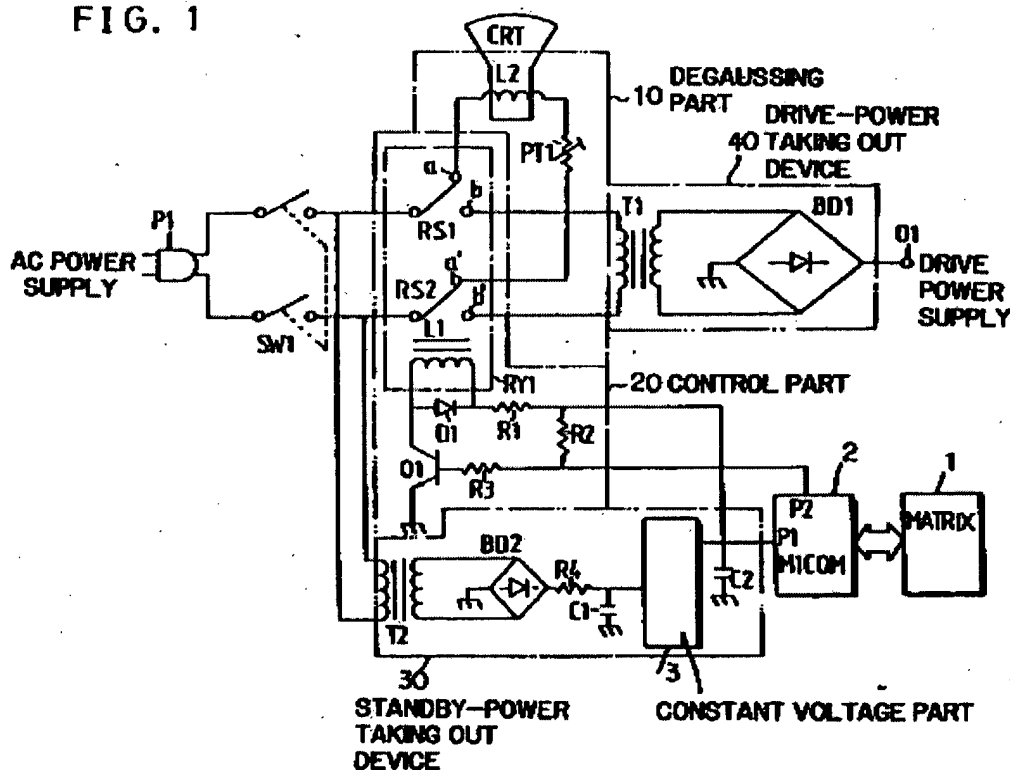 FIG. 1
CRT
L2
10 DEGAUSSING
PART
DRIVE-POWER
40 TAKING OUT
DEVICE
PT1
a
b
RS1
P1
AC POWER
SUPPLY
SW1
RS2
a'
b'
L1
T1
BD1
O1
DRIVE
POWER
SUPPLY
RY1
20 CONTROL PART
D1
R1
R2
Q1
R3
2
1
P2
P1
MICOM
MATRIX
BD2
R4
C1
C2
T2
3
30
STANDBY-POWER
TAKING OUT
DEVICE
CONSTANT VOLTAGE PART